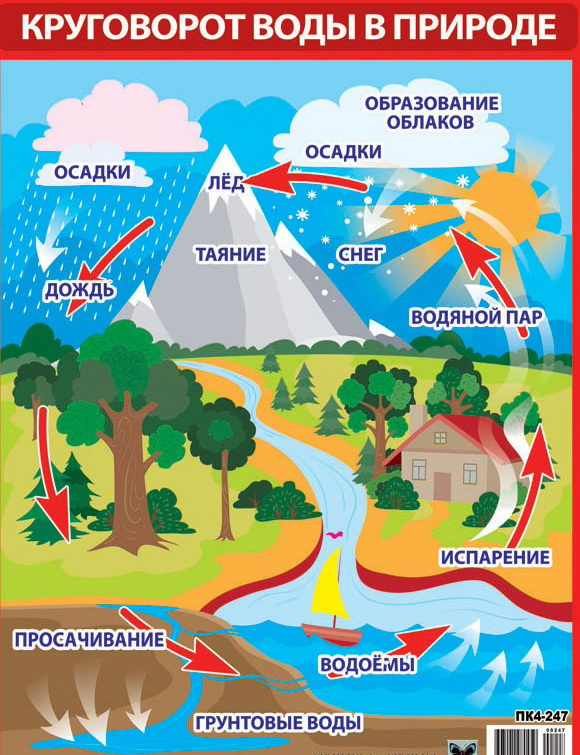 КРУГОВОРОТ ВОДЫ В ПРИРОДЕ
ОБРАЗОВАНИЕ
ОБЛАКОВ
ОСАДКИ
ОСАДКИ
ЛЁД
ТАЯНИЕ
СНЕГ
ДОЖДЬ
ВОДЯНОЙ ПАР
ИСПАРЕНИЕ
ПРОСАЧИВАНИЕ
ВОДОЁМЫ
ГРУНТОВЫЕ ВОДЫ
ПК4-247
00247